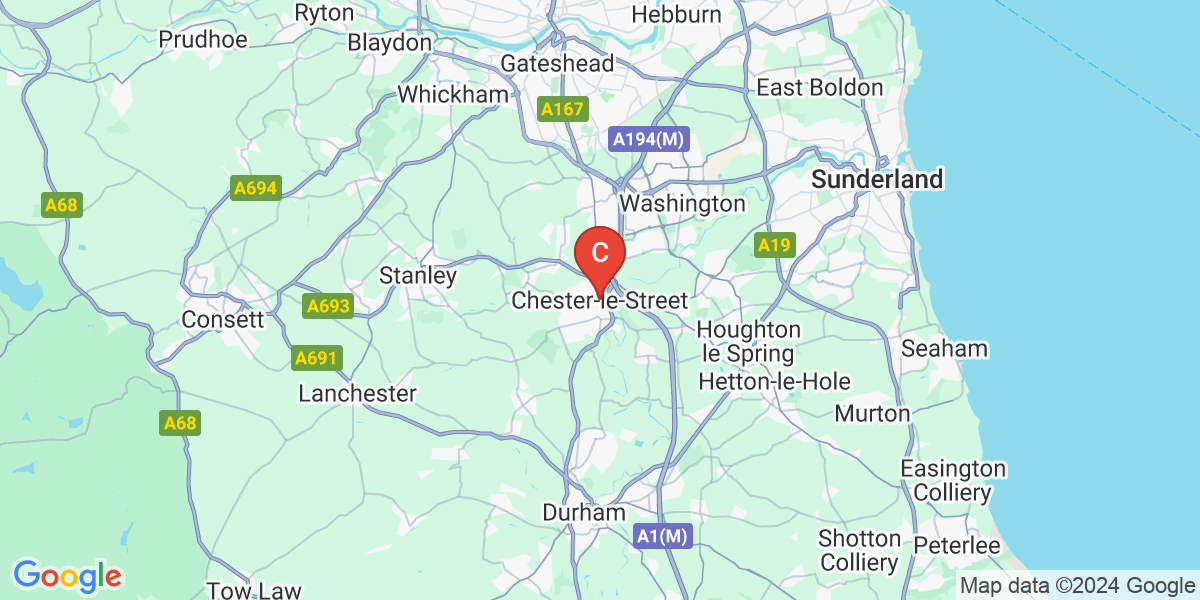 Ryton
Hebburn
Prudhoe
Blaydon
Gateshead
Whickham
East Boldon
A167
A194(M)
Sunderland
A694
A68
Washington
A19
C
Stanley
Chester-le-Street
A693
Consett
Houghton
le Spring
Seaham
A691
Hetton-le-Hole
Lanchester
Murton
A68
Easington
Colliery
Durham
A1(M)
Shotton
Colliery
Peterlee
Google
Tow Law
Map data ©2024 Google